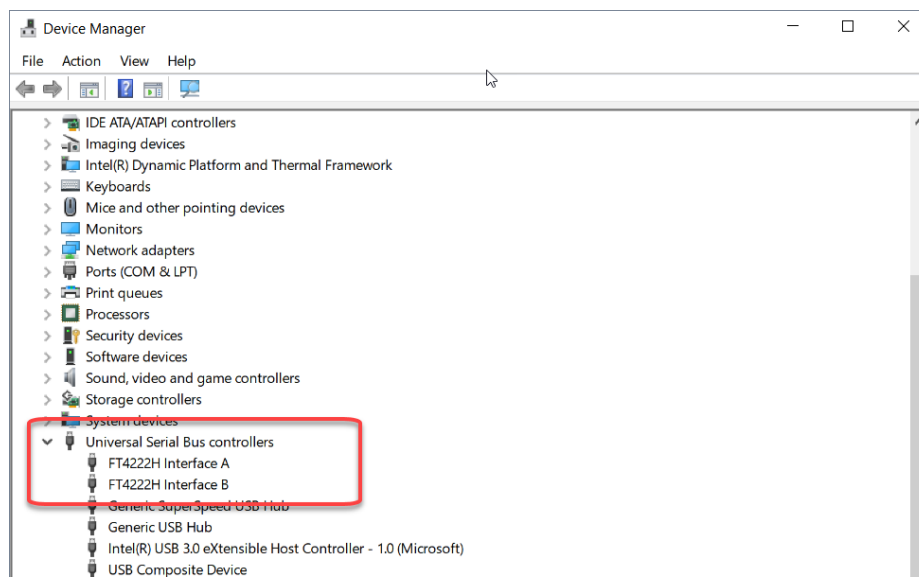 Device Manager
File Action View Help
IDE ATA/ATAPI controllers
Imaging devices
Intel(R) Dynamic Platform and Thermal Framework
Keyboards
Mice and other pointing devices
Monitors
Network adapters
Ports (COM & LPT)
Print queues
Processors
Security devices
Software devices
Sound, video and game controllers
Storage controllers
System devices
Universal Serial Bus controllers
FT4222H Interface A
FT4222H Interface B
Generic SuperSpeed USB Hub
Generic USB Hub
Intel(R) USB 3.0 eXtensible Host Controller - 1.0 (Microsoft)
USB Composite Device